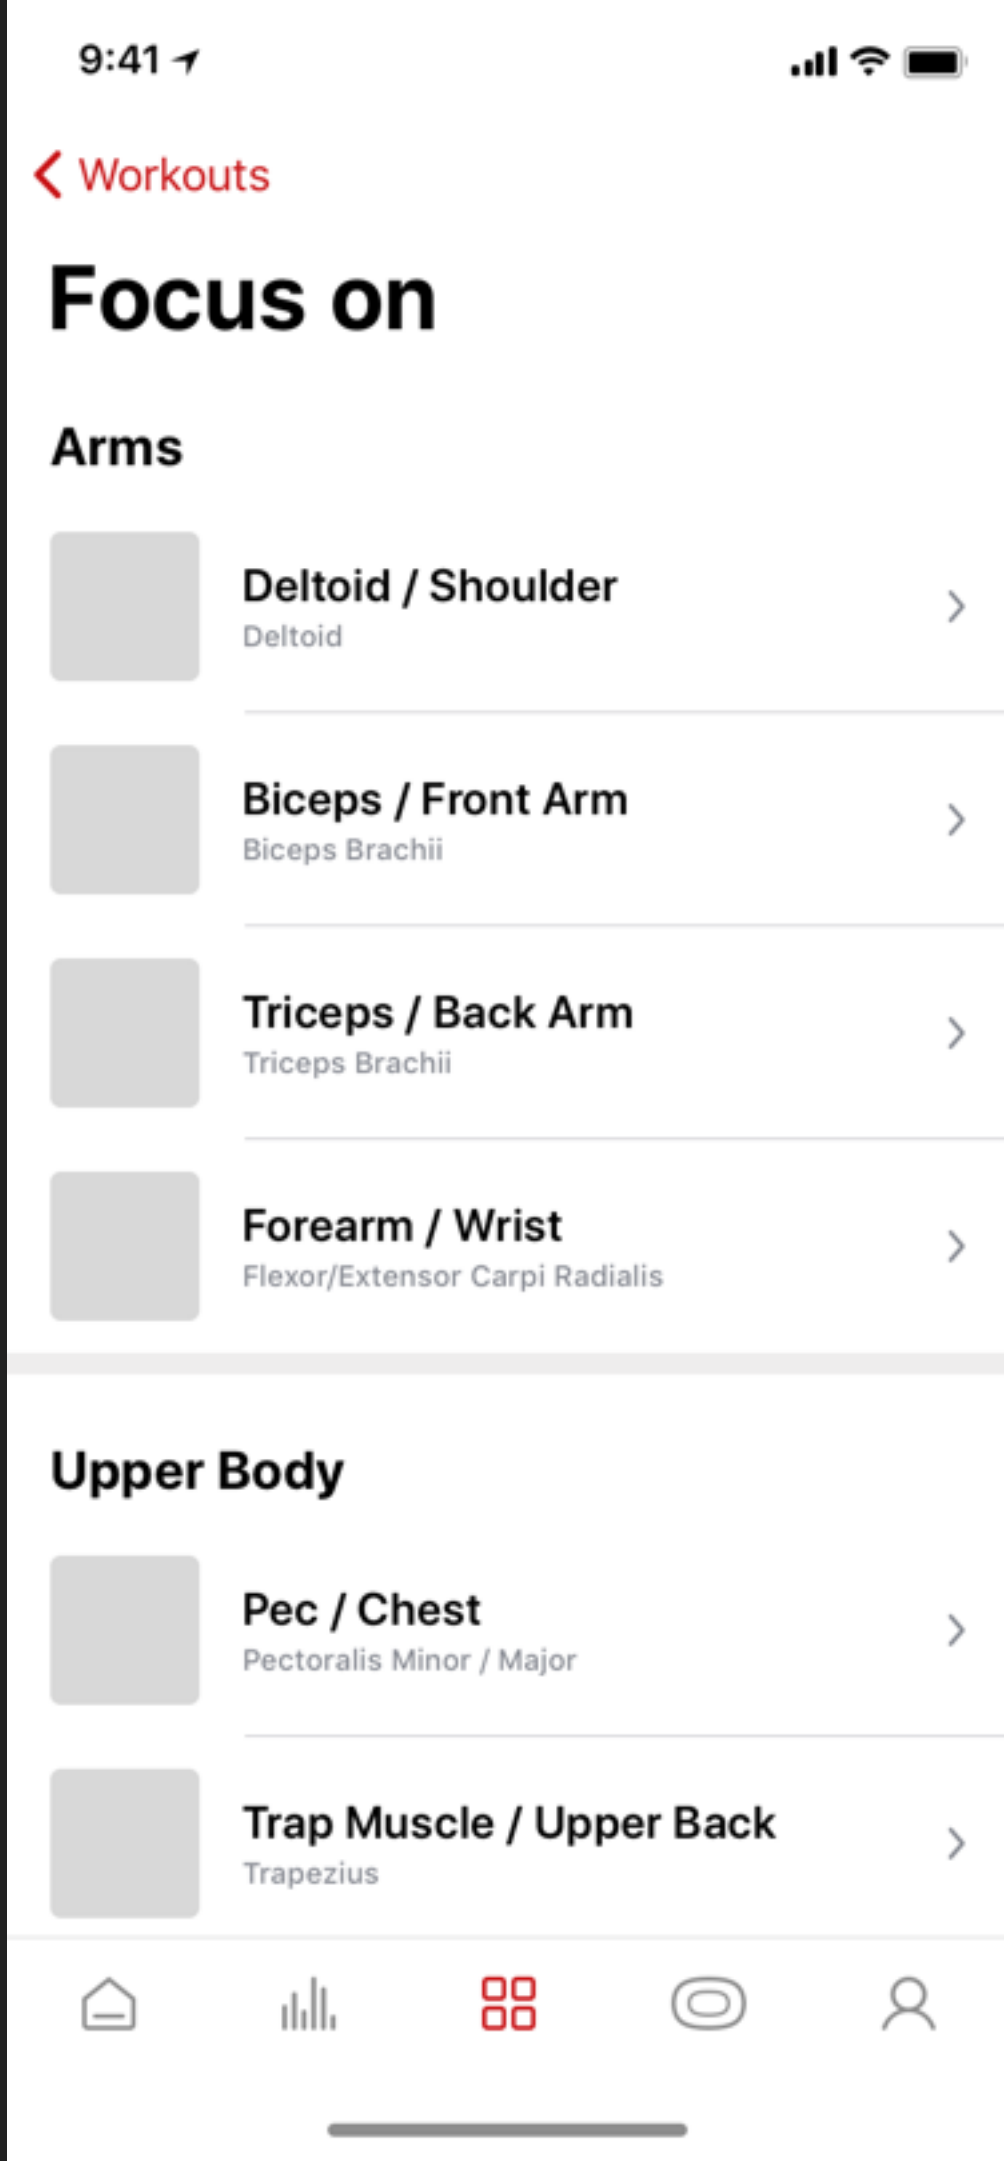 9:41
Workouts
Focus on
Arms
Deltoid / Shoulder
Deltoid
Biceps / Front Arm
Biceps Brachii
Triceps / Back Arm
Triceps Brachii
Forearm / Wrist
Flexor/Extensor Carpi Radialis
Upper Body
Pec / Chest
Pectoralis Minor / Major
Trap Muscle / Upper Back
Trapezius